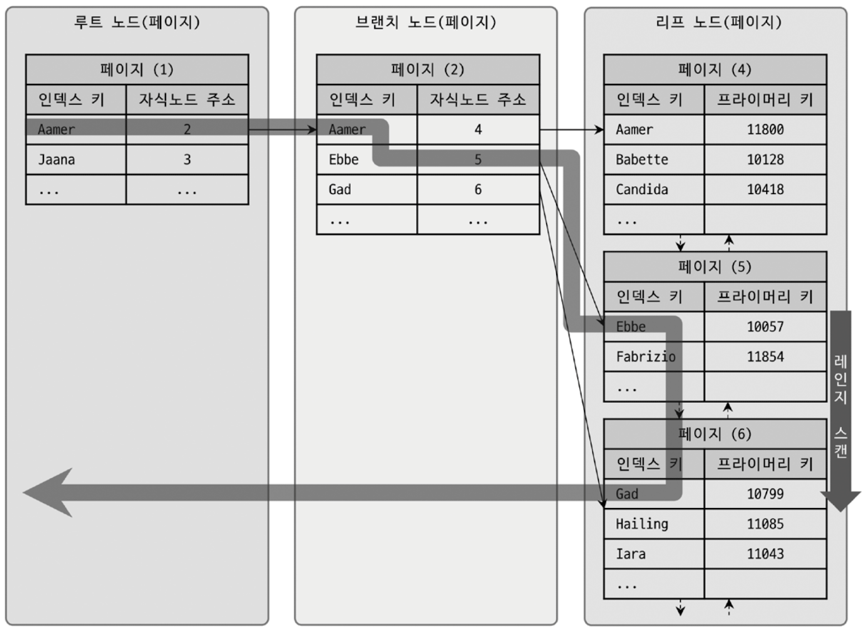 루트 노드(페이지)
페이지 (1)
인덱스 키 자식노드 주소
Aamer 2
Jaana 3
... ...
브랜치 노드(페이지)
페이지 (2)
인덱스 키 자식노드 주소
Aamer 4
Ebbe 5
Gad 6
... ...
리프 노드(페이지)
페이지 (4)
인덱스 키 프라이머리 키
Aamer 11800
Babette 10128
Candida 10418
...
페이지 (5)
인덱스 키 프라이머리 키
Ebbe 10057
Fabrizio 11854
...
페이지 (6)
인덱스 키 프라이머리 키
Gad 10799
Hailing 11085
Iara 11043
...
레인지 스캔